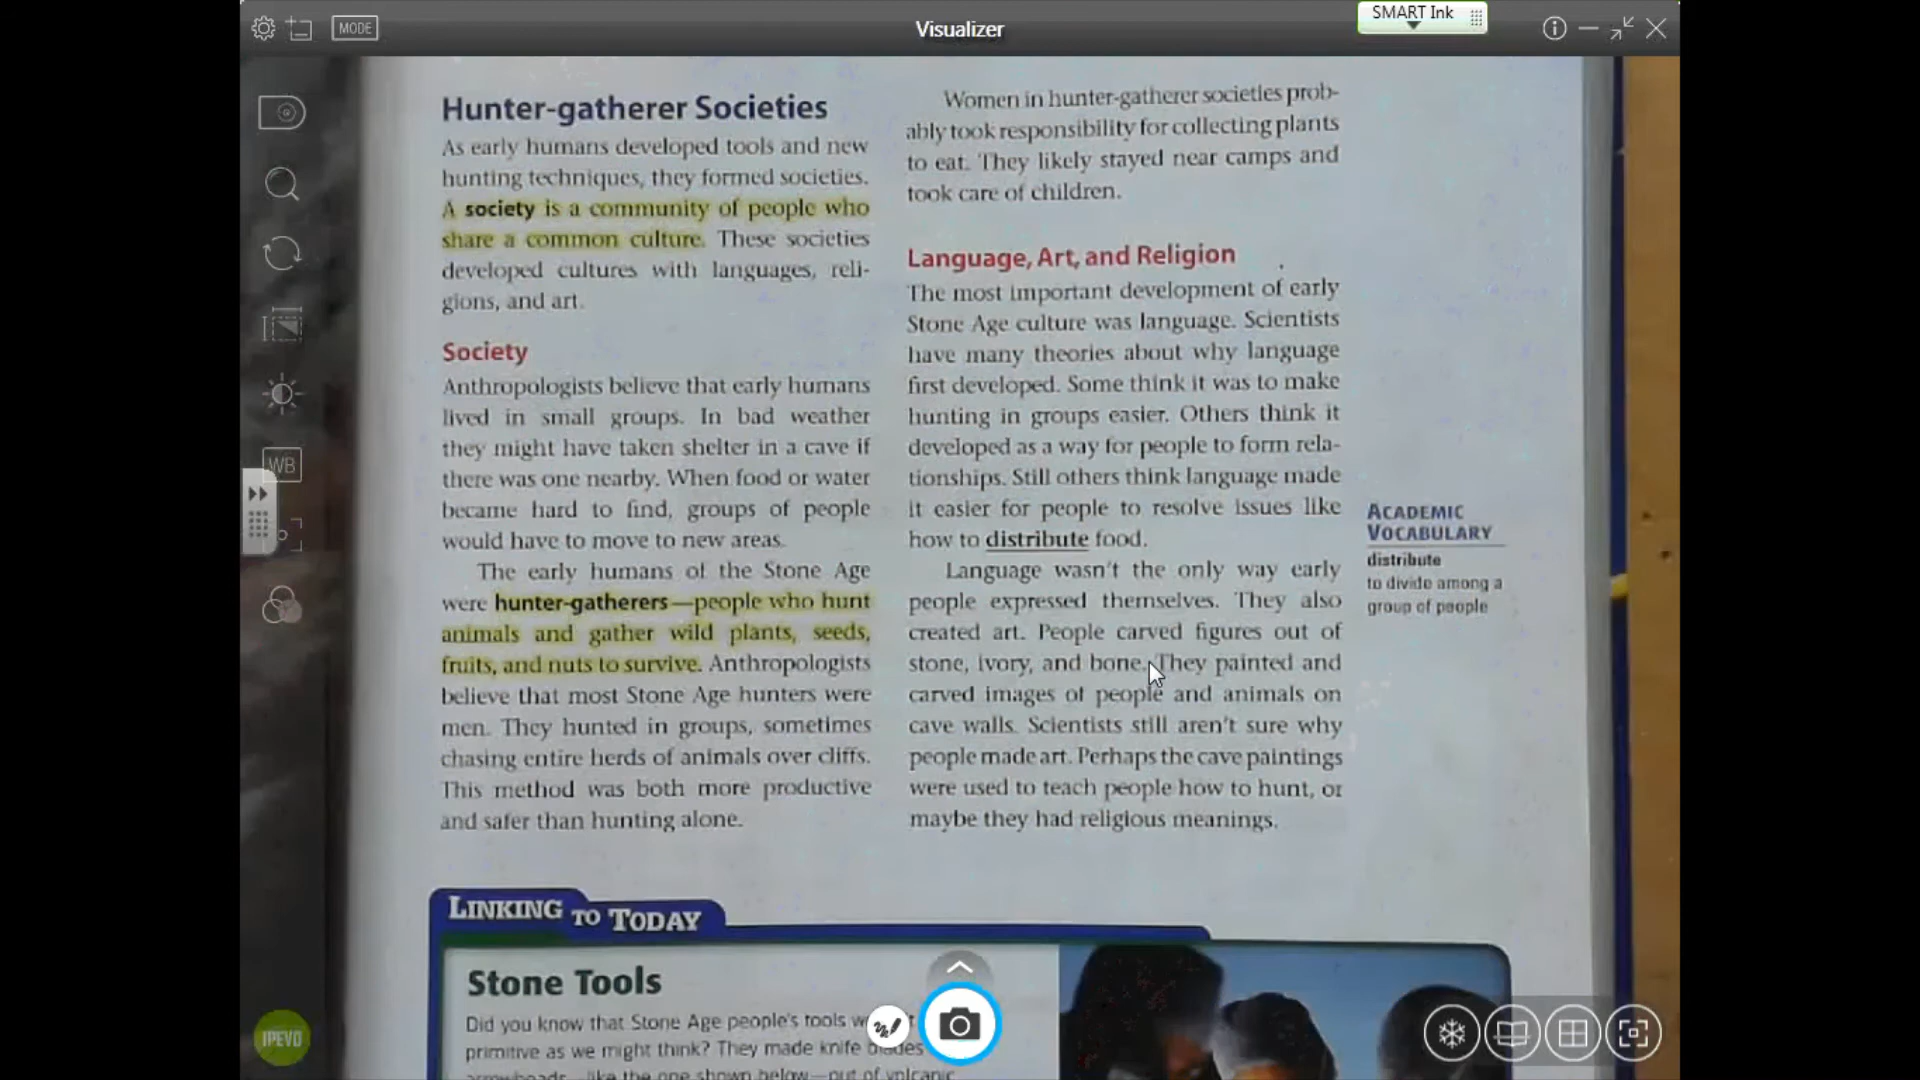 MODE
Visualizer
SMART Ink
WB
IPEVO
Hunter-gatherer Societies
As early humans developed tools and new
hunting techniques, they formed societies.
A society is a community of people who
share a common culture. These societies
developed cultures with languages, reli-
gions, and art.
Society
Anthropologists believe that early humans
lived in small groups. In bad weather
they might have taken shelter in a cave if
there was one nearby. When food or water
became hard to find, groups of people
would have to move to new areas.
The early humans of the Stone Age
were hunter-gatherers—people who hunt
animals and gather wild plants, seeds,
fruits, and nuts to survive. Anthropologists
believe that most Stone Age hunters were
men. They hunted in groups, sometimes
chasing entire herds of animals over cliffs.
This method was both more productive
and safer than hunting alone.
Women in hunter-gatherer societies prob-
ably took responsibility for collecting plants
to eat. They likely stayed near camps and
took care of children.
Language, Art, and Religion
The most important development of early
Stone Age culture was language. Scientists
have many theories about why language
first developed. Some think it was to make
hunting in groups easier. Others think it
developed as a way for people to form rela-
tionships. Still others think language made
it easier for people to resolve issues like
how to distribute food.
Language wasn't the only way early
people expressed themselves. They also
created art. People carved figures out of
stone, ivory, and bone. They painted and
carved images of people and animals on
cave walls. Scientists still aren't sure why
people made art. Perhaps the cave paintings
were used to teach people how to hunt, or
maybe they had religious meanings.
ACADEMIC
VOCABULARY
distribute
to divide among a
group of people
LINKING TO TODAY
Stone Tools
Did you know that Stone Age people's tools
primitive as we might think? They made knife blades
like the one shown below—out of volcanic